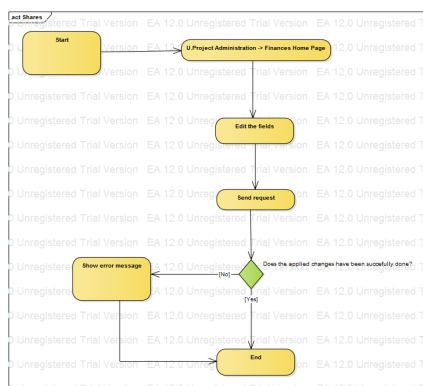 act Shares
Start
U.Project Administration -> Finances Home Page
Edit the fields
Send request
Does the applied changes have been succesfully done?
[No]
Show error message
[Yes]
End
EA 12.0 Unregistered Trial Version